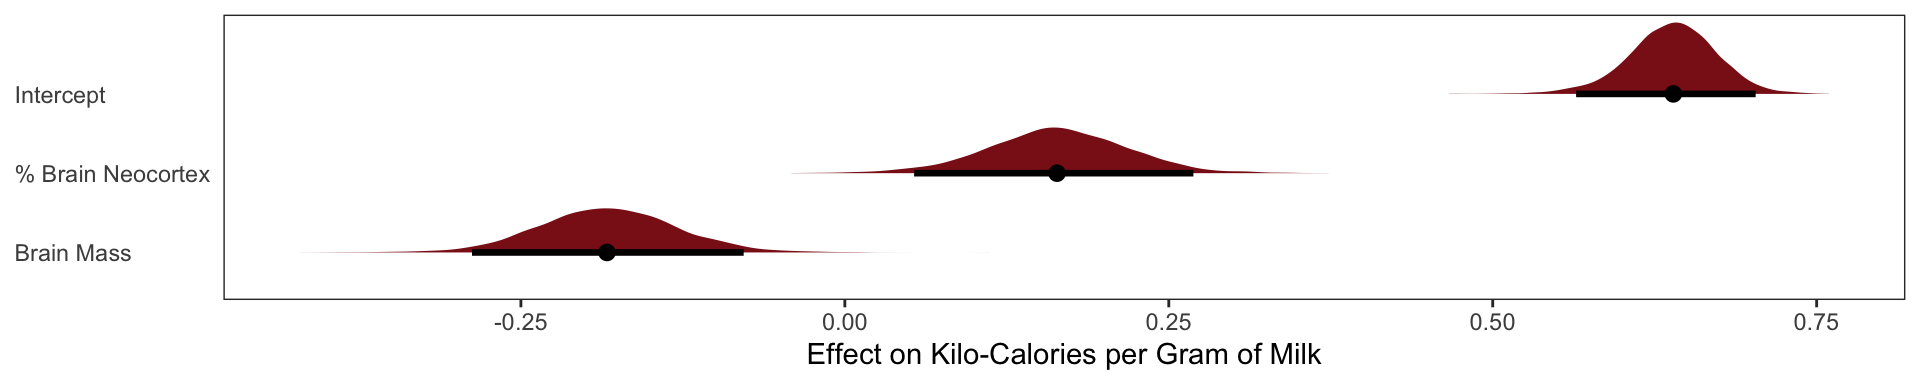 Intercept
% Brain Neocortex
Brain Mass
-0.25 0.00 0.25 0.50 0.75
Effect on Kilo-Calories per Gram of Milk